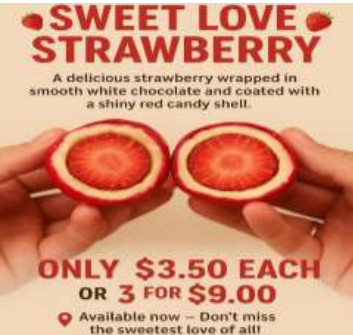 SWEET LOVE
STRAWBERRY
A delicious strawberry wrapped in
smooth white chocolate and coated with
a shiny red candy shell.
ONLY $3.50 EACH
OR 3 FOR $9.00
Available now – Don't miss
the sweetest love of all!